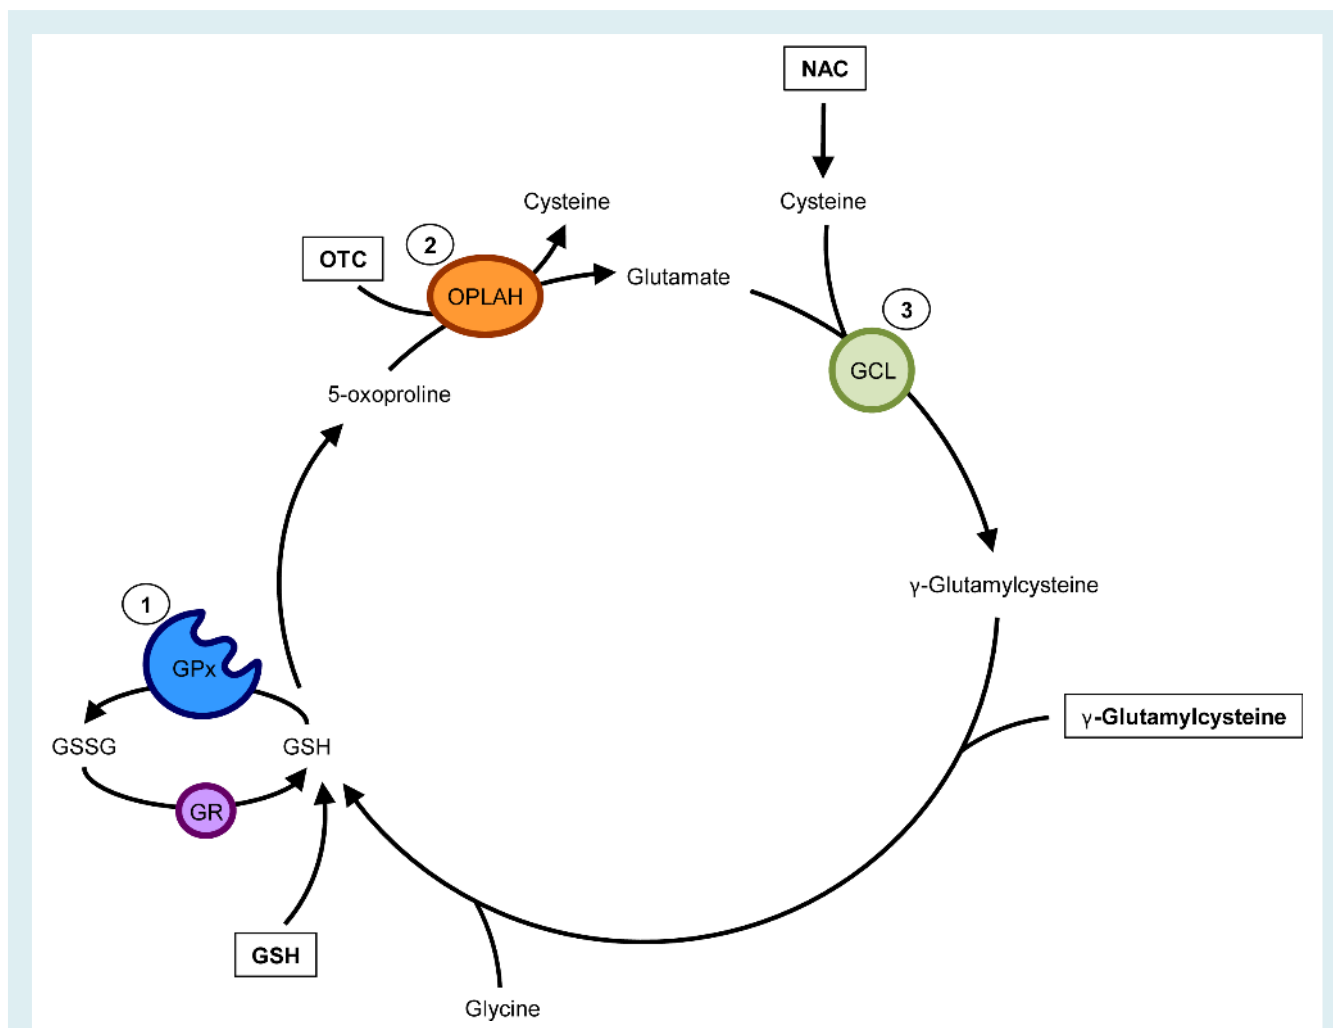 NAC
Cysteine
Cysteine
2
OTC
Glutamate
OPLAH
3
GCL
5-oxoproline
γ-Glutamylcysteine
1
GPx
γ-Glutamylcysteine
GSSG
GSH
GR
GSH
Glycine